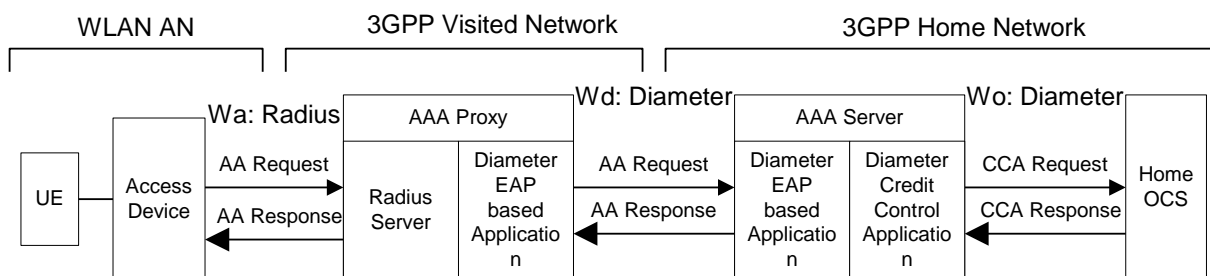 WLAN AN
3GPP Visited Network
3GPP Home Network
Wa: Radius
Wd: Diameter
Wo: Diameter
AAA Proxy
AAA Server
UE
Access
Device
AA Request
AA Response
Radius
Server
Diameter
EAP
based
Applicatio
n
AA Request
AA Response
Diameter
EAP
based
Applicatio
n
Diameter
Credit
Control
Applicatio
n
CCA Request
CCA Response
Home
OCS